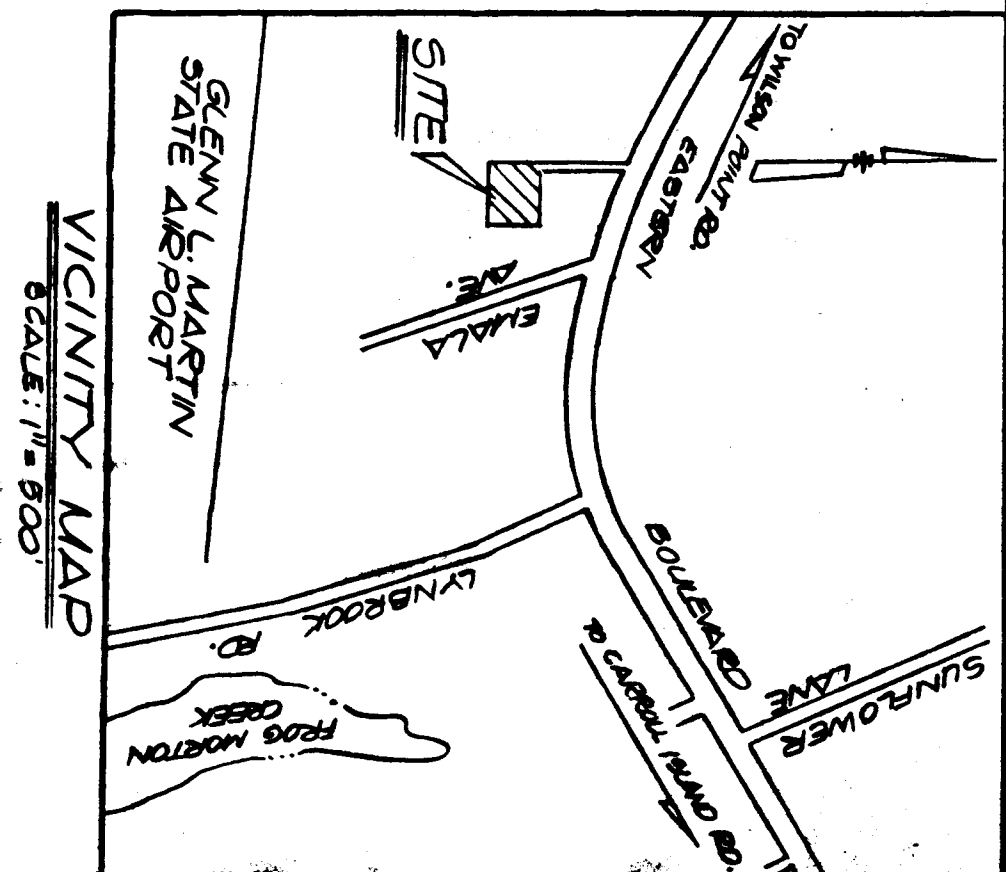 TO WILSON POINT RD.
EASTERN
SITE
GLENN L. MARTIN
STATE AIRPORT
EMALA
AVE.
BOULEVARD
SUNFLOWER
LANE
LYNBROOK
RD.
TO CARROLL ISLAND RD.
FROG MORTON
CREEK
VICINITY MAP
SCALE: 1" = 500'